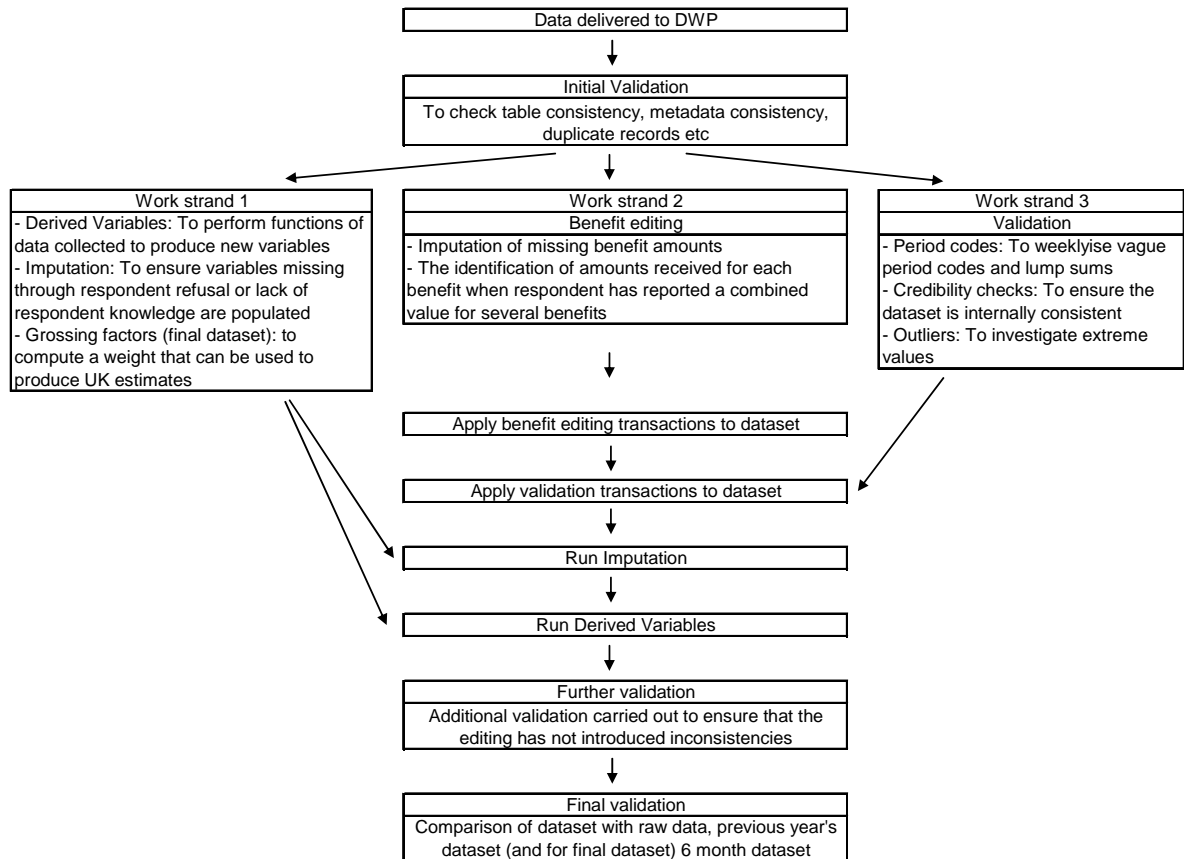 Data delivered to DWP
Initial Validation
To check table consistency, metadata consistency,
duplicate records etc
Work strand 1
- Derived Variables: To perform functions of
data collected to produce new variables
- Imputation: To ensure variables missing
through respondent refusal or lack of
respondent knowledge are populated
- Grossing factors (final dataset): to
compute a weight that can be used to
produce UK estimates
Work strand 2
Benefit editing
- Imputation of missing benefit amounts
- The identification of amounts received for each
benefit when respondent has reported a combined
value for several benefits
Work strand 3
Validation
- Period codes: To weeklyise vague
period codes and lump sums
- Credibility checks: To ensure the
dataset is internally consistent
- Outliers: To investigate extreme
values
Apply benefit editing transactions to dataset
Apply validation transactions to dataset
Run Imputation
Run Derived Variables
Further validation
Additional validation carried out to ensure that the
editing has not introduced inconsistencies
Final validation
Comparison of dataset with raw data, previous year's
dataset (and for final dataset) 6 month dataset